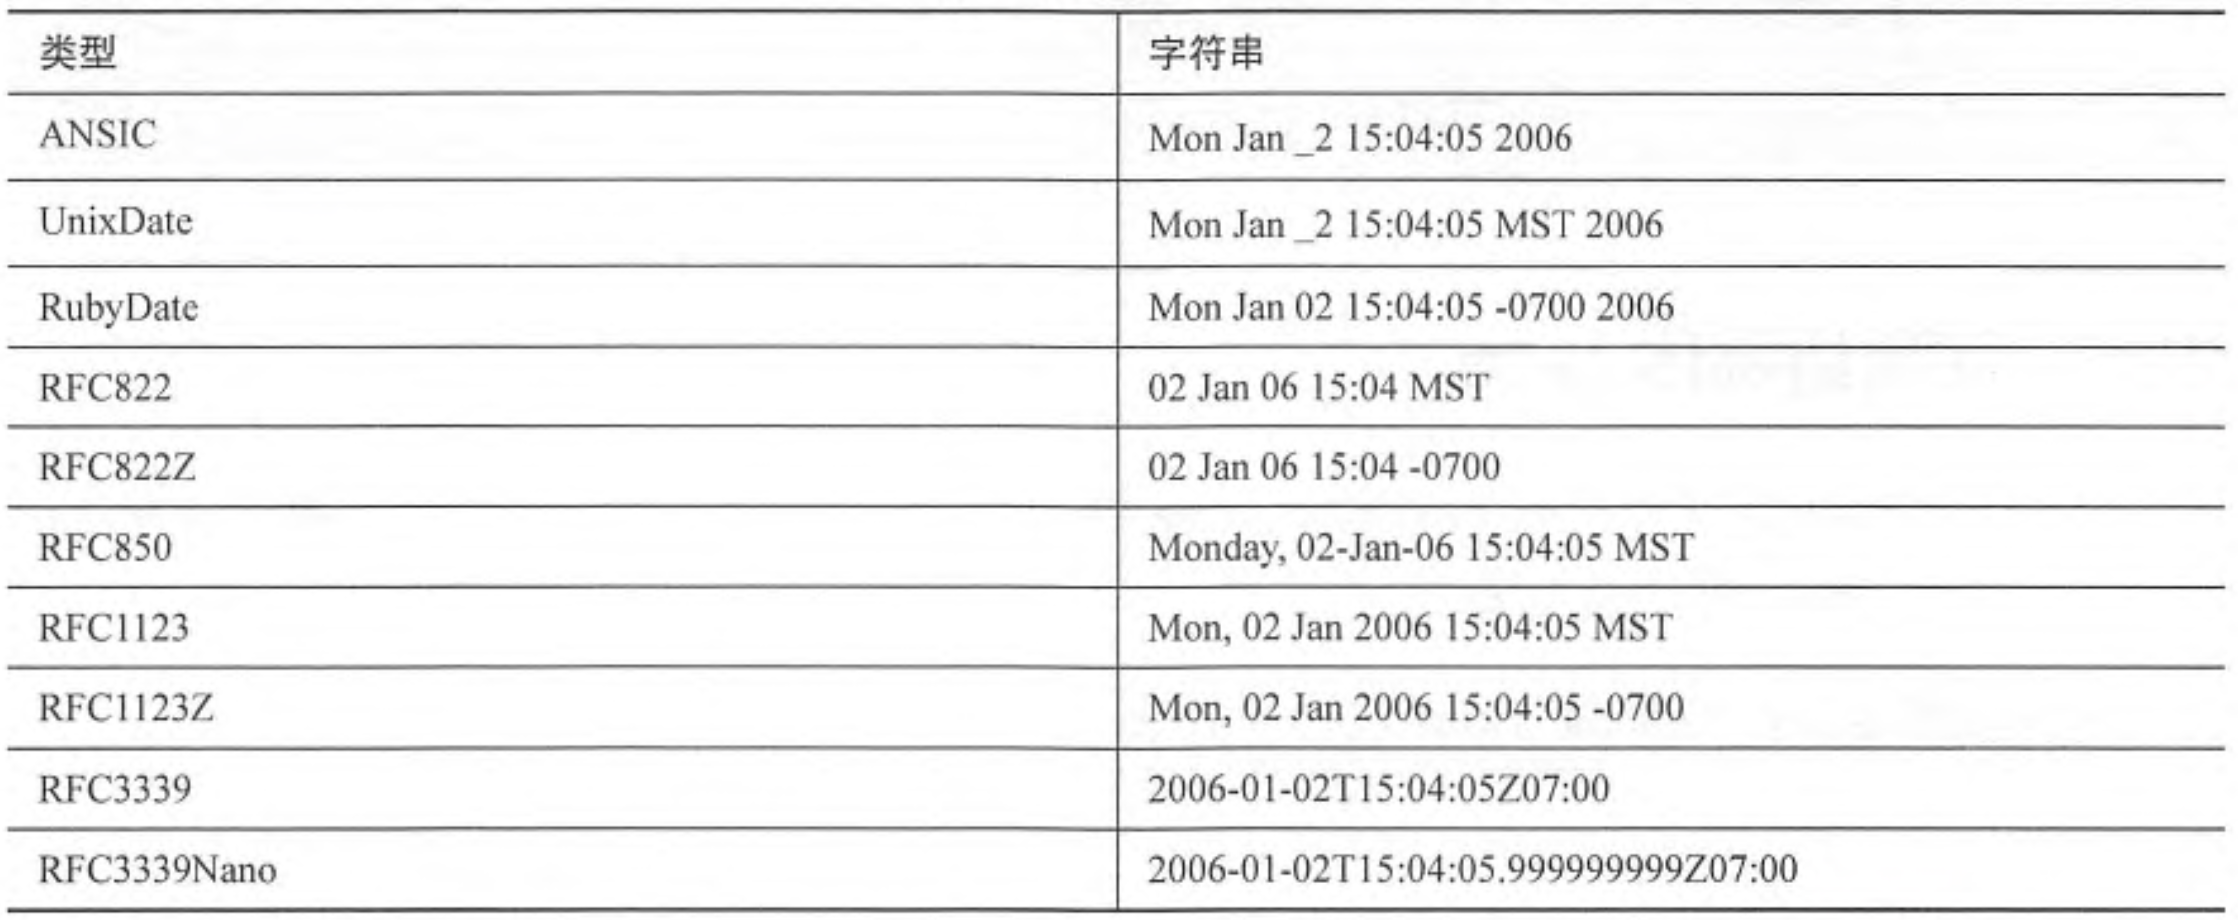 类型 字符串
ANSIC Mon Jan _2 15:04:05 2006
UnixDate Mon Jan _2 15:04:05 MST 2006
RubyDate Mon Jan 02 15:04:05 -0700 2006
RFC822 02 Jan 06 15:04 MST
RFC822Z 02 Jan 06 15:04 -0700
RFC850 Monday, 02-Jan-06 15:04:05 MST
RFC1123 Mon, 02 Jan 2006 15:04:05 MST
RFC1123Z Mon, 02 Jan 2006 15:04:05 -0700
RFC3339 2006-01-02T15:04:05Z07:00
RFC3339Nano 2006-01-02T15:04:05.999999999Z07:00